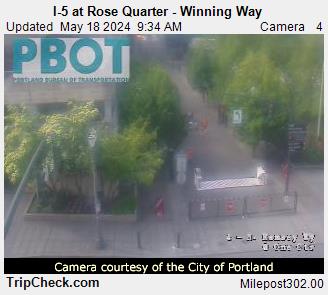 I-5 at Rose Quarter - Winning Way
Updated  May 18 2024  9:34 AM
Camera   4
PBOT
PORTLAND BUREAU OF TRANSPORTATION
Camera courtesy of the City of Portland
TripCheck.com
Milepost302.00